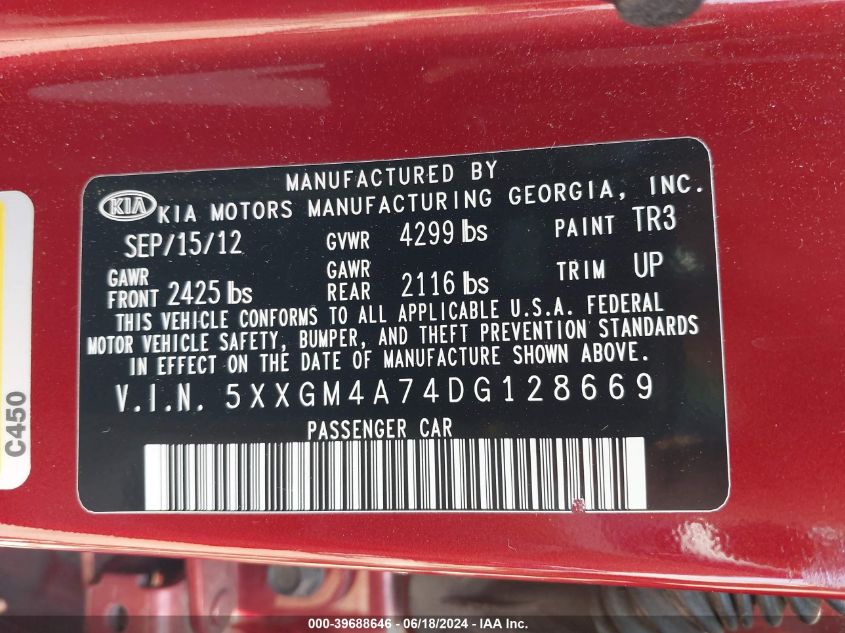 MANUFACTURED BY
KIA KIA MOTORS MANUFACTURING GEORGIA, INC.
SEP/15/12 GVWR 4299 lbs PAINT TR3
GAWR FRONT 2425 lbs GAWR REAR 2116 lbs TRIM UP
THIS VEHICLE CONFORMS TO ALL APPLICABLE U.S.A. FEDERAL
MOTOR VEHICLE SAFETY, BUMPER, AND THEFT PREVENTION STANDARDS
IN EFFECT ON THE DATE OF MANUFACTURE SHOWN ABOVE.
V.I.N. 5XXGM4A74DG128669
PASSENGER CAR
C450
000-39688646 - 06/18/2024 - IAA Inc.